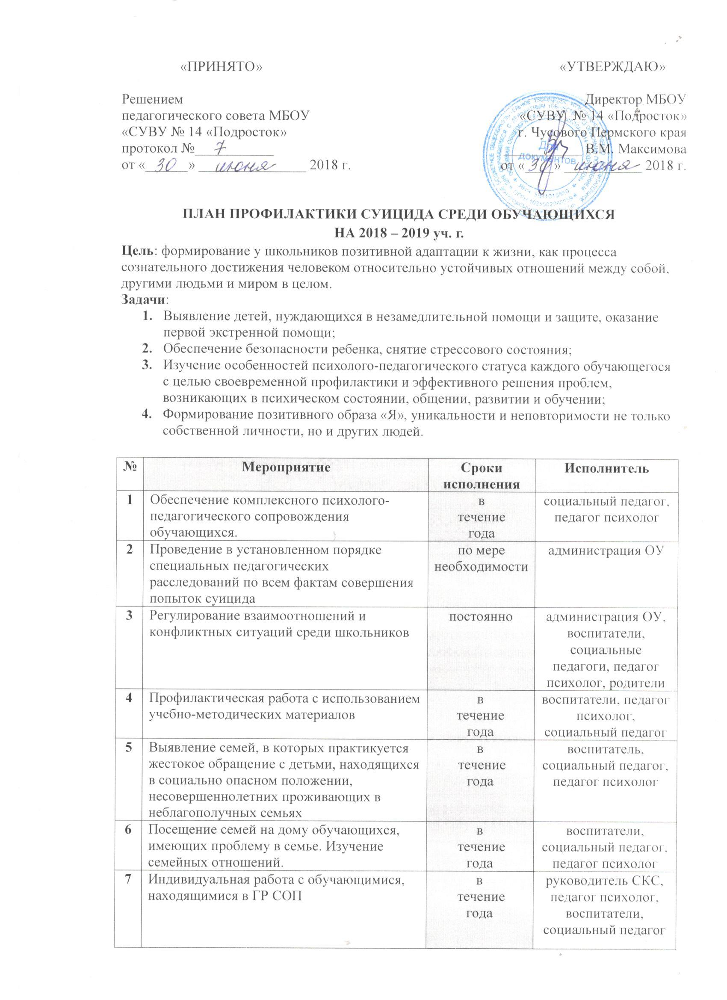 «ПРИНЯТО»
«УТВЕРЖДАЮ»
Решением
педагогического совета МБОУ
«СУВУ № 14 «Подросток»
протокол № 7
от « 30 » июня 2018 г.
Директор МБОУ
«СУВУ № 14 «Подросток»
г. Чусового Пермского края
В.М. Максимова
от « 30 » июня 2018 г.
ДЛЯ
ДОКУМЕНТОВ
ПЛАН ПРОФИЛАКТИКИ СУИЦИДА СРЕДИ ОБУЧАЮЩИХСЯ
НА 2018 – 2019 уч. г.
Цель: формирование у школьников позитивной адаптации к жизни, как процесса
сознательного достижения человеком относительно устойчивых отношений между собой,
другими людьми и миром в целом.
Задачи:
1. Выявление детей, нуждающихся в незамедлительной помощи и защите, оказание
первой экстренной помощи;
2. Обеспечение безопасности ребенка, снятие стрессового состояния;
3. Изучение особенностей психолого-педагогического статуса каждого обучающегося
с целью своевременной профилактики и эффективного решения проблем,
возникающих в психическом состоянии, общении, развитии и обучении;
4. Формирование позитивного образа «Я», уникальности и неповторимости не только
собственной личности, но и других людей.
№ Мероприятие Сроки исполнения Исполнитель
1 Обеспечение комплексного психолого-
педагогического сопровождения
обучающихся.
в
течение
года
социальный педагог,
педагог психолог
2 Проведение в установленном порядке
специальных педагогических
расследований по всем фактам совершения
попыток суицида
по мере
необходимости
администрация ОУ
3 Регулирование взаимоотношений и
конфликтных ситуаций среди школьников
постоянно
администрация ОУ,
воспитатели,
социальные
педагоги, педагог
психолог, родители
4 Профилактическая работа с использованием
учебно-методических материалов
в
течение
года
воспитатели, педагог
психолог,
социальный педагог
5 Выявление семей, в которых практикуется
жестокое обращение с детьми, находящихся
в социально опасном положении,
несовершеннолетних проживающих в
неблагополучных семьях
в
течение
года
воспитатель,
социальный педагог,
педагог психолог
6 Посещение семей на дому обучающихся,
имеющих проблему в семье. Изучение
семейных отношений.
в
течение
года
воспитатели,
социальный педагог,
педагог психолог
7 Индивидуальная работа с обучающимися,
находящимися в ГР СОП
в
течение
года
руководитель СКС,
педагог психолог,
воспитатели,
социальный педагог